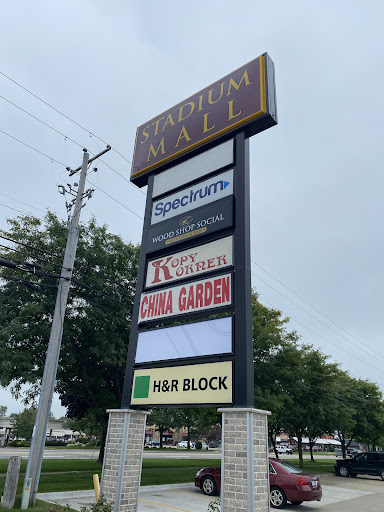 STADIUM
MALL
Spectrum
WOOD SHOP SOCIAL
KOPY
KORNER
CHINA GARDEN
H&R BLOCK